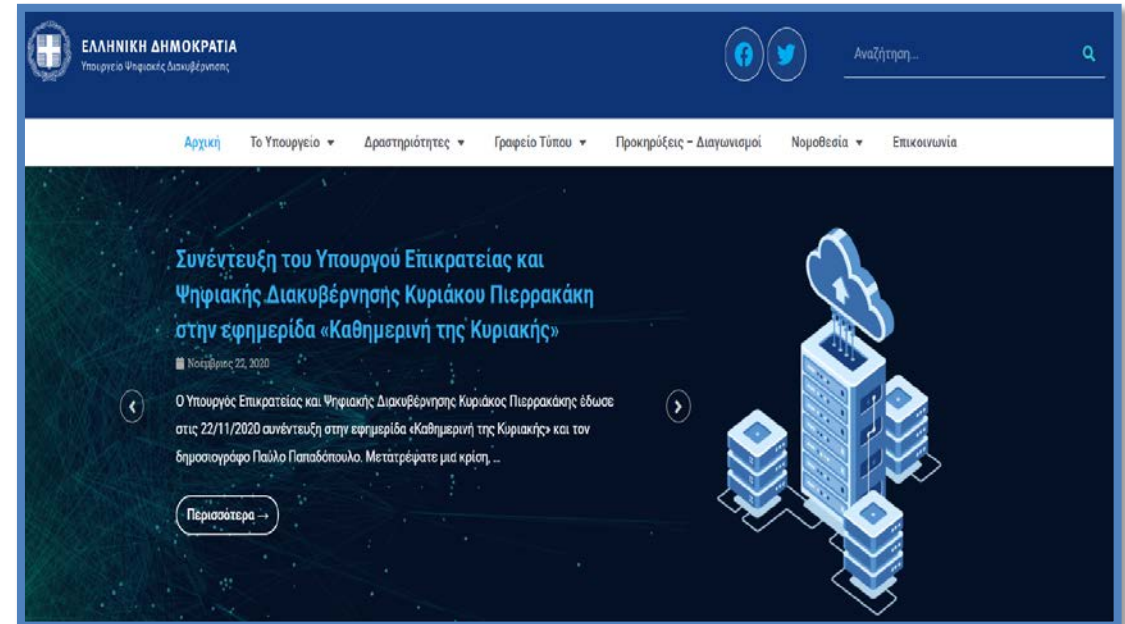 ΕΛΛΗΝΙΚΗ ΔΗΜΟΚΡΑΤΙΑ
Υπουργείο Ψηφιακής Διακυβέρνησης
Αναζήτηση...
Αρχική Το Υπουργείο Δραστηριότητες Γραφείο Τύπου Προκηρύξεις – Διαγωνισμοί Νομοθεσία Επικοινωνία
Συνέντευξη του Υπουργού Επικρατείας και
Ψηφιακής Διακυβέρνησης Κυριάκου Πιερρακάκη
στην εφημερίδα «Καθημερινή της Κυριακής»
Νοέμβριος 22, 2020
Ο Υπουργός Επικρατείας και Ψηφιακής Διακυβέρνησης Κυριάκος Πιερρακάκης έδωσε
στις 22/11/2020 συνέντευξη στην εφημερίδα «Καθημερινή της Κυριακής» και τον
δημοσιογράφο Παύλο Παπαδόπουλο. Μετατρέψατε μια κρίση, ...
Περισσότερα →